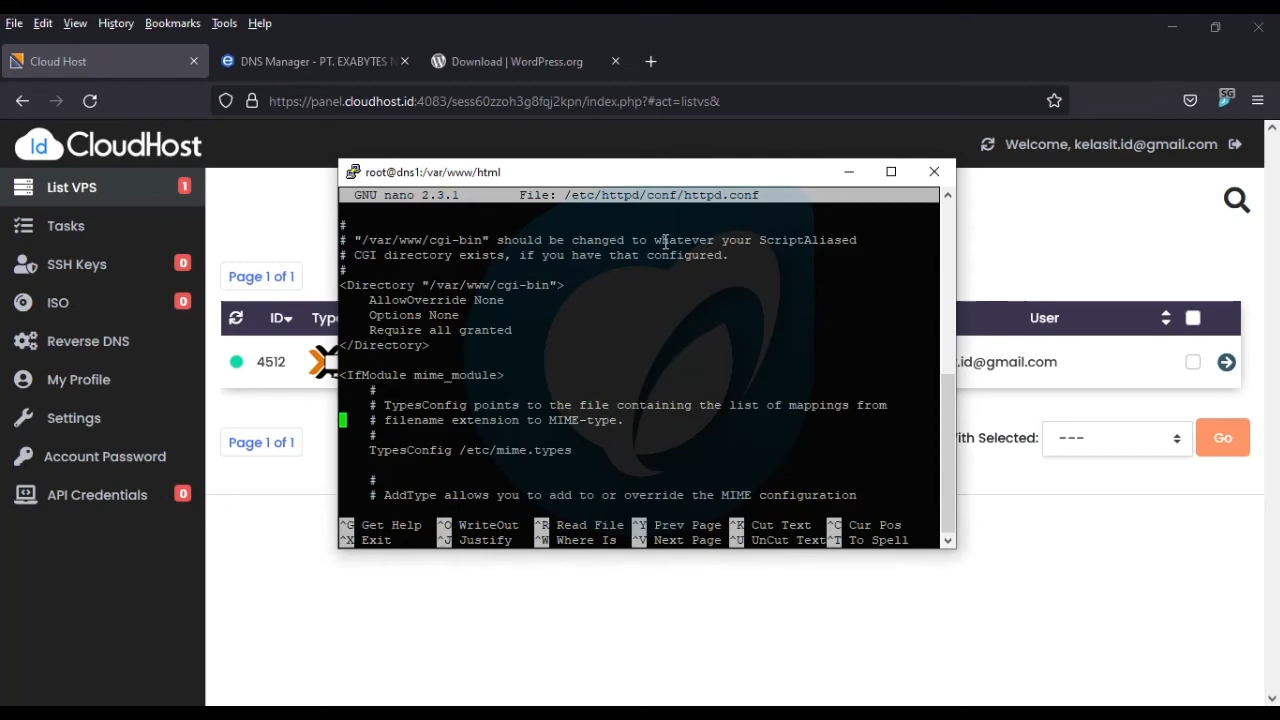 File Edit View History Bookmarks Tools Help
Cloud Host
DNS Manager - PT. EXABYTES N
Download | WordPress.org
https://panel.cloudhost.id:4083/sess60zzoh3g8fqj2kpn/index.php?#act=listvs&
SG
Id CloudHost
Welcome, kelasit.id@gmail.com
List VPS 1
Tasks
SSH Keys 0
ISO 0
Reverse DNS
My Profile
Settings
Account Password
API Credentials 0
Page 1 of 1
ID Type
User
4512
.id@gmail.com
Page 1 of 1
With Selected:
---
Go
root@dns1:/var/www/html
GNU nano 2.3.1 File: /etc/httpd/conf/httpd.conf
#
# "/var/www/cgi-bin" should be changed to whatever your ScriptAliased
# CGI directory exists, if you have that configured.
#
<Directory "/var/www/cgi-bin">
AllowOverride None
Options None
Require all granted
</Directory>
<IfModule mime_module>
#
# TypesConfig points to the file containing the list of mappings from
# filename extension to MIME-type.
#
TypesConfig /etc/mime.types
#
# AddType allows you to add to or override the MIME configuration
^G Get Help ^O WriteOut ^R Read File ^Y Prev Page ^K Cut Text ^C Cur Pos
^X Exit ^J Justify ^W Where Is ^V Next Page ^U UnCut Text ^T To Spell